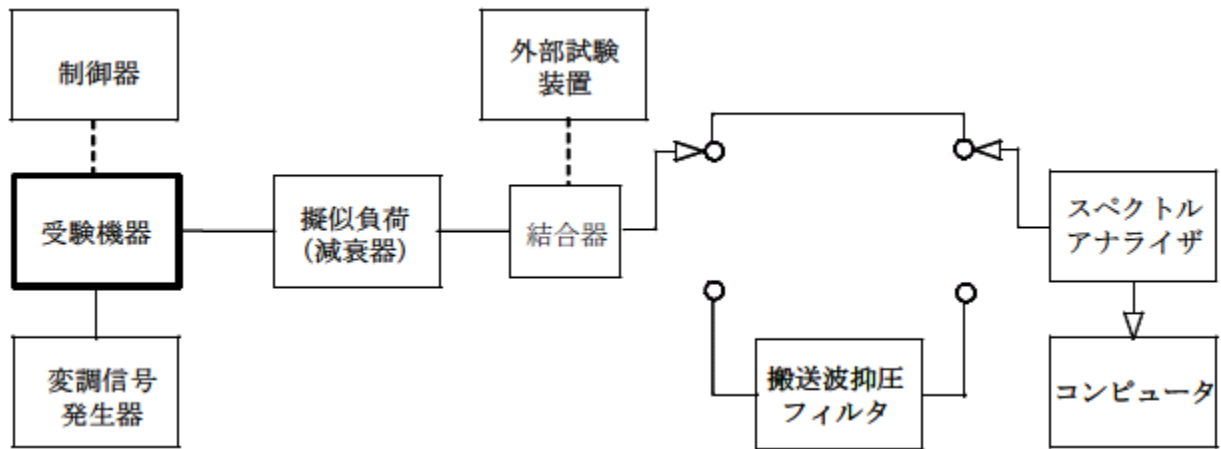 制御器
外部試験
装置
受験機器
擬似負荷
(減衰器)
結合器
スペクトル
アナライザ
変調信号
発生器
搬送波抑圧
フィルタ
コンピュータ